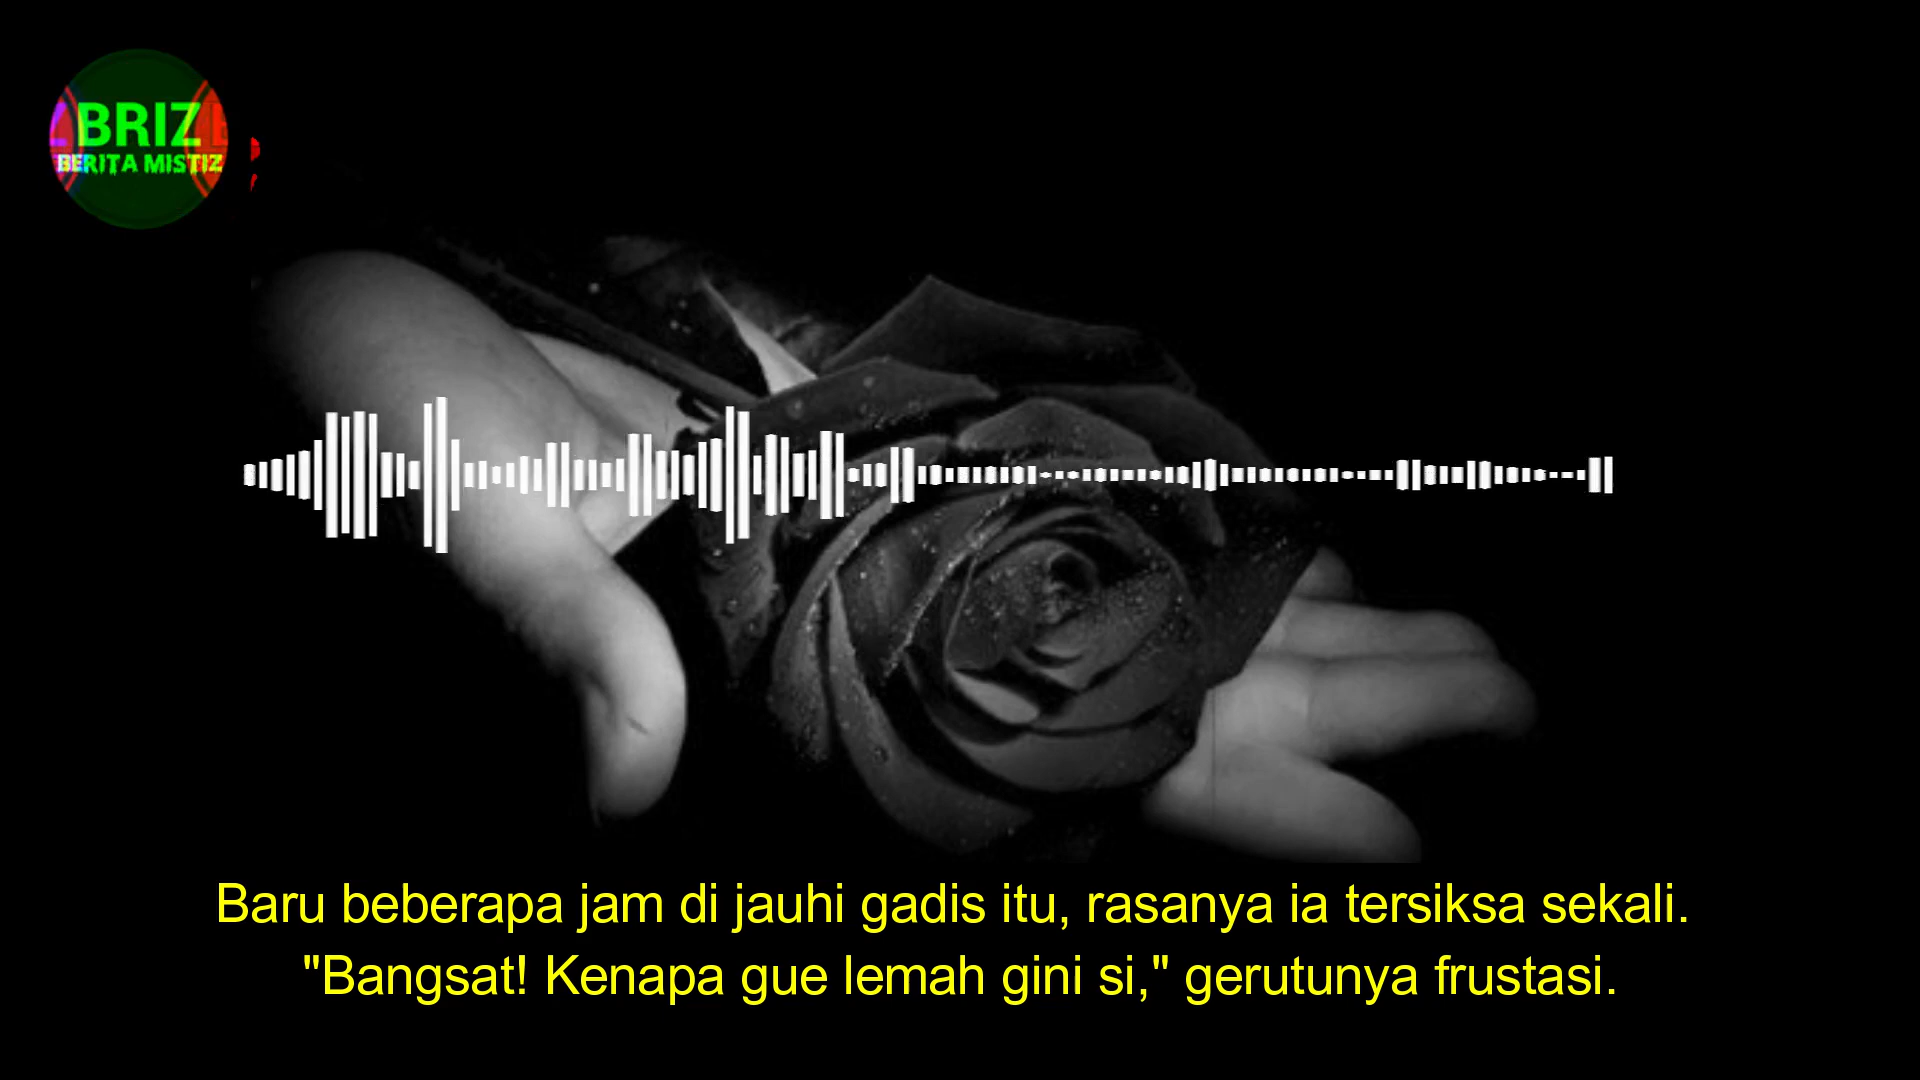 BRIZ
BERITA MISTIZ
Baru beberapa jam di jauhi gadis itu, rasanya ia tersiksa sekali.
"Bangsat! Kenapa gue lemah gini si," gerutunya frustasi.